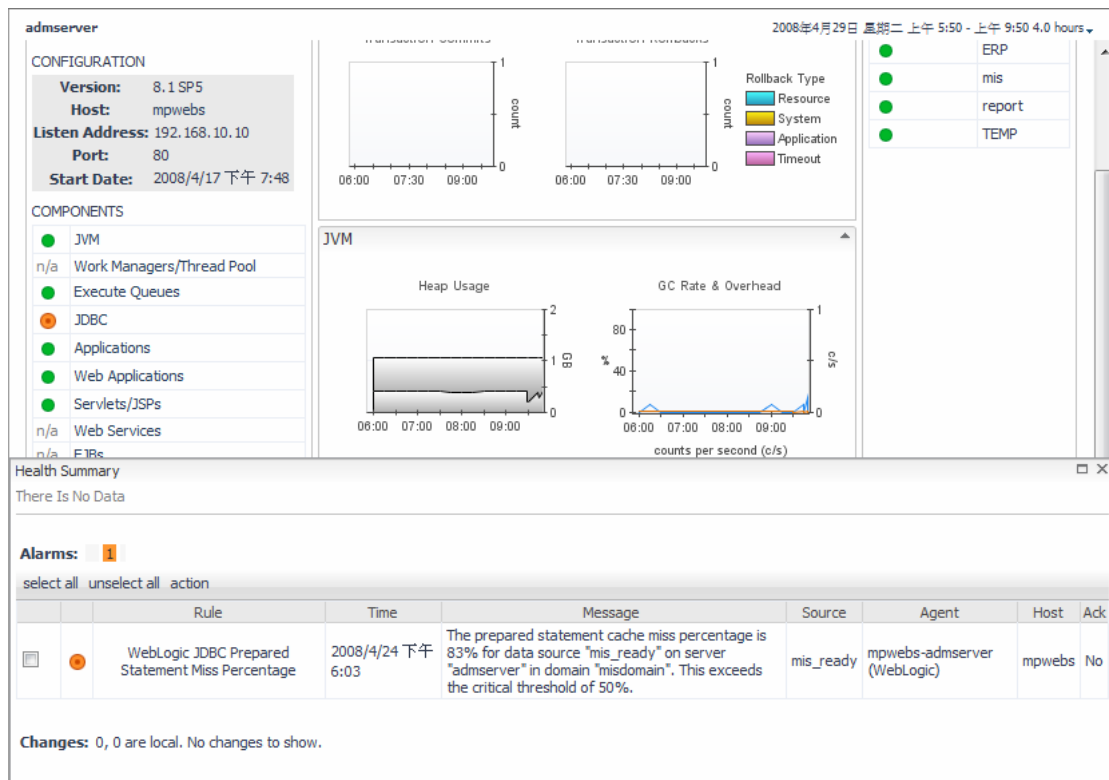 admserver
2008年4月29日 星期二 上午 5:50 - 上午 9:50 4.0 hours
CONFIGURATION
Version: 8.1 SP5
Host: mpwebs
Listen Address: 192.168.10.10
Port: 80
Start Date: 2008/4/17 下午 7:48
COMPONENTS
JVM
n/a Work Managers/Thread Pool
Execute Queues
JDBC
Applications
Web Applications
Servlets/JSPs
n/a Web Services
n/a EJBs
Transaction Commits
1
count
0
06:00 07:30 09:00
Transaction Rollbacks
1
count
0
06:00 07:30 09:00
Rollback Type
Resource
System
Application
Timeout
JVM
Heap Usage
2
1
GB
0
06:00 07:00 08:00 09:00
GC Rate & Overhead
80
%
40
0
1
c/s
0
06:00 07:00 08:00 09:00
counts per second (c/s)
ERP
mis
report
TEMP
Health Summary
There Is No Data
Alarms: 1
select all unselect all action
Rule Time Message Source Agent Host Ack
WebLogic JDBC Prepared
Statement Miss Percentage
2008/4/24 下午
6:03
The prepared statement cache miss percentage is
83% for data source "mis_ready" on server
"admserver" in domain "misdomain". This exceeds
the critical threshold of 50%.
mis_ready
mpwebs-admserver
(WebLogic)
mpwebs
No
Changes: 0, 0 are local. No changes to show.